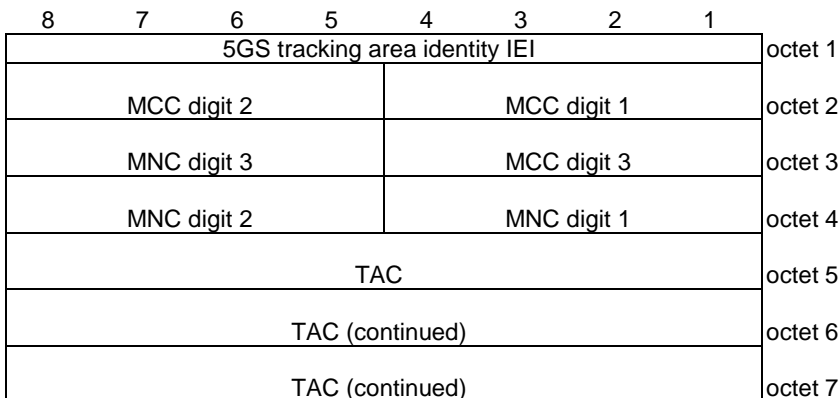 8 7 6 5 4 3 2 1
5GS tracking area identity IEI octet 1
MCC digit 2 MCC digit 1 octet 2
MNC digit 3 MCC digit 3 octet 3
MNC digit 2 MNC digit 1 octet 4
TAC octet 5
TAC (continued) octet 6
TAC (continued) octet 7